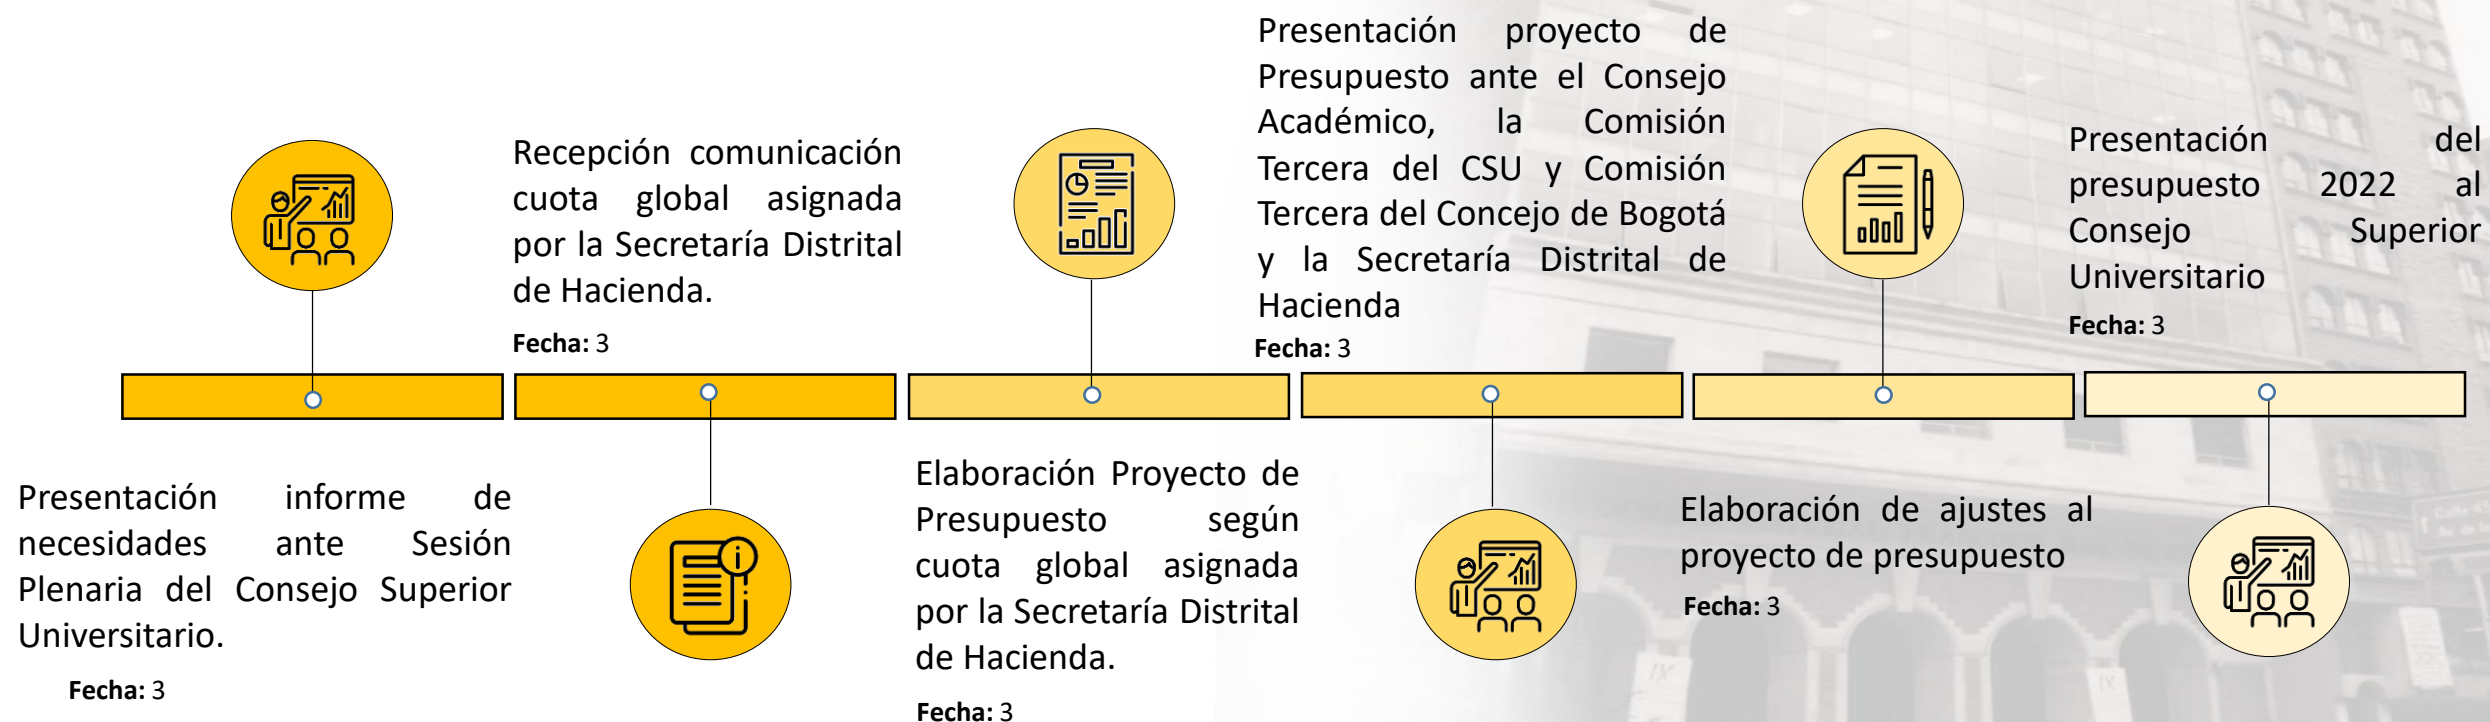 Presentación informe de
necesidades ante Sesión
Plenaria del Consejo Superior
Universitario.
Fecha: 3
Recepción comunicación
cuota global asignada
por la Secretaría Distrital
de Hacienda.
Fecha: 3
Elaboración Proyecto de
Presupuesto según
cuota global asignada
por la Secretaría Distrital
de Hacienda.
Fecha: 3
Presentación proyecto de
Presupuesto ante el Consejo
Académico, la Comisión
Tercera del CSU y Comisión
Tercera del Concejo de Bogotá
y la Secretaría Distrital de
Hacienda
Fecha: 3
Elaboración de ajustes al
proyecto de presupuesto
Fecha: 3
Presentación del
presupuesto 2022 al
Consejo Superior
Universitario
Fecha: 3